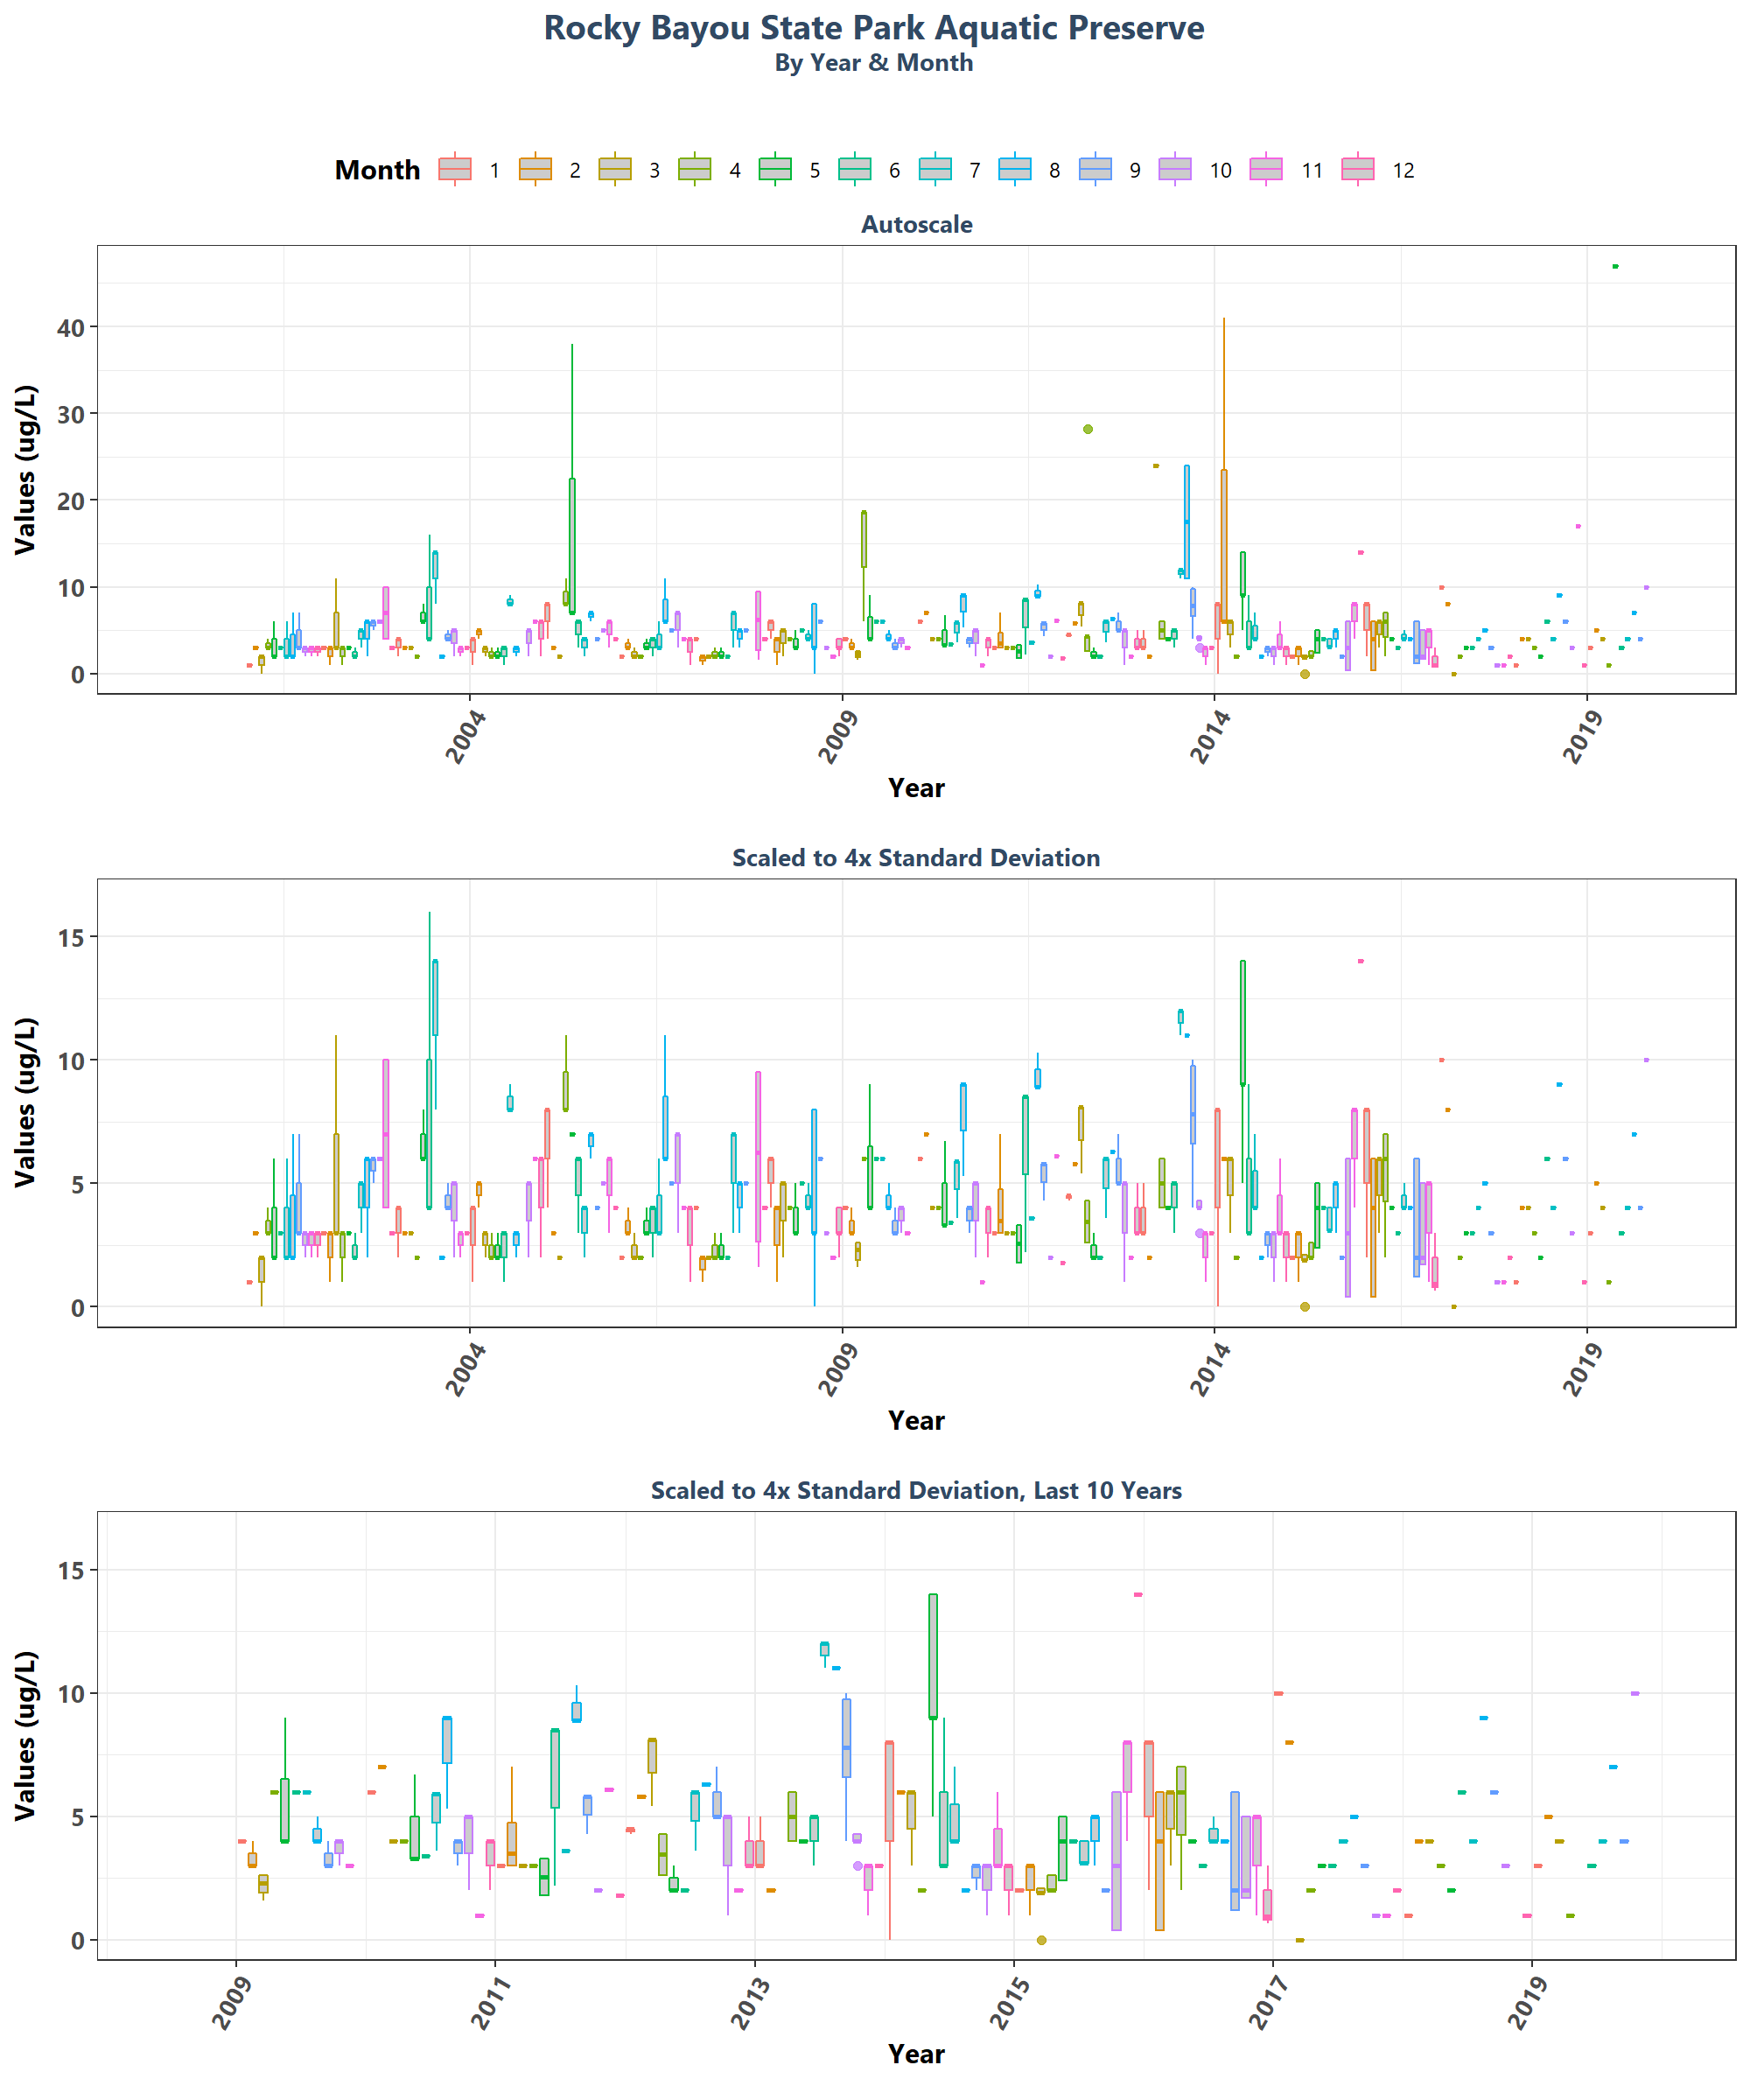 Rocky Bayou State Park Aquatic Preserve
By Year & Month
Month 1 2 3 4 5 6 7 8 9 10 11 12
Autoscale
Values (ug/L)
40
30
20
10
0
2004 2009 2014 2019
Year
Scaled to 4x Standard Deviation
Values (ug/L)
15
10
5
0
2004 2009 2014 2019
Year
Scaled to 4x Standard Deviation, Last 10 Years
Values (ug/L)
15
10
5
0
2009 2011 2013 2015 2017 2019
Year